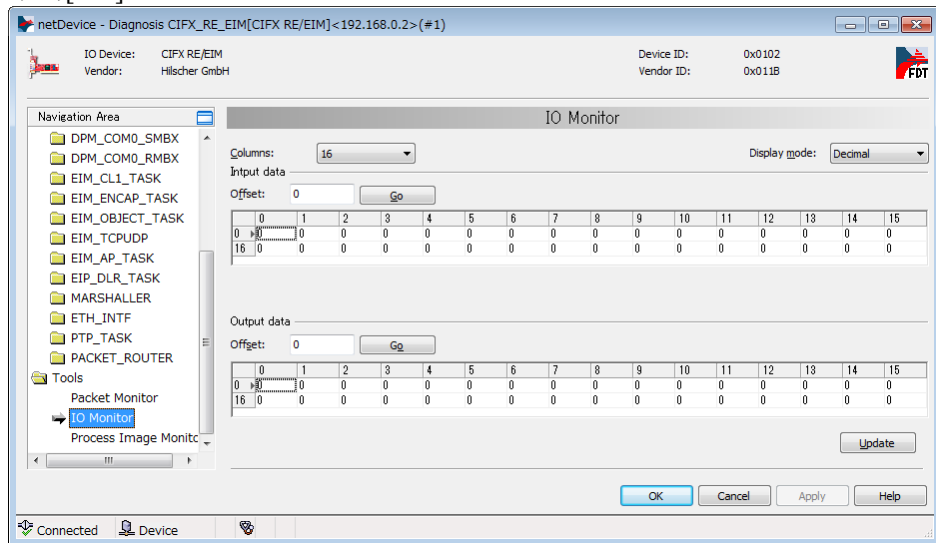 netDevice - Diagnosis CIFX_RE_EIM[CIFX RE/EIM]<192.168.0.2>(#1)
IO Device: CIFX RE/EIM Device ID: 0x0102
Vendor: Hilscher GmbH Vendor ID: 0x011B
FDT
Navigation Area
DPM_COM0_SMBX
DPM_COM0_RMBX
EIM_CL1_TASK
EIM_ENCAP_TASK
EIM_OBJECT_TASK
EIM_TCPUDP
EIM_AP_TASK
EIP_DLR_TASK
MARSHALLER
ETH_INTF
PTP_TASK
PACKET_ROUTER
Tools
Packet Monitor
IO Monitor
Process Image Monitc
IO Monitor
Columns: 16 Display mode: Decimal
Intput data
Offset: 0 Go
0 1 2 3 4 5 6 7 8 9 10 11 12 13 14 15
0 0 0 0 0 0 0 0 0 0 0 0 0 0 0 0 0
16 0 0 0 0 0 0 0 0 0 0 0 0 0 0 0 0
Output data
Offset: 0 Go
0 1 2 3 4 5 6 7 8 9 10 11 12 13 14 15
0 0 0 0 0 0 0 0 0 0 0 0 0 0 0 0 0
16 0 0 0 0 0 0 0 0 0 0 0 0 0 0 0 0
Update
OK Cancel Apply Help
Connected Device